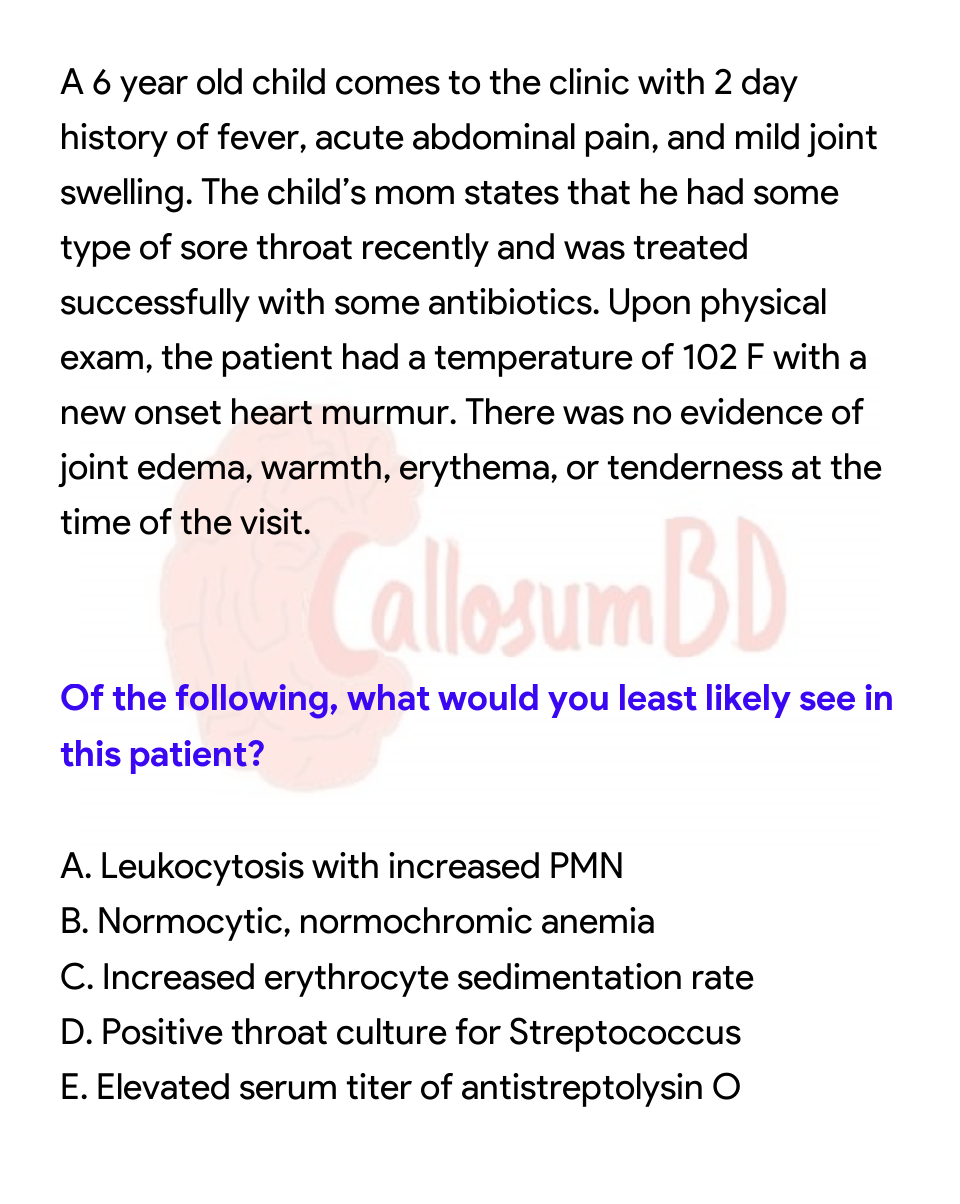 A 6 year old child comes to the clinic with 2 day
history of fever, acute abdominal pain, and mild joint
swelling. The child’s mom states that he had some
type of sore throat recently and was treated
successfully with some antibiotics. Upon physical
exam, the patient had a temperature of 102 F with a
new onset heart murmur. There was no evidence of
joint edema, warmth, erythema, or tenderness at the
time of the visit.
CallosumBD
Of the following, what would you least likely see in
this patient?
A. Leukocytosis with increased PMN
B. Normocytic, normochromic anemia
C. Increased erythrocyte sedimentation rate
D. Positive throat culture for Streptococcus
E. Elevated serum titer of antistreptolysin O